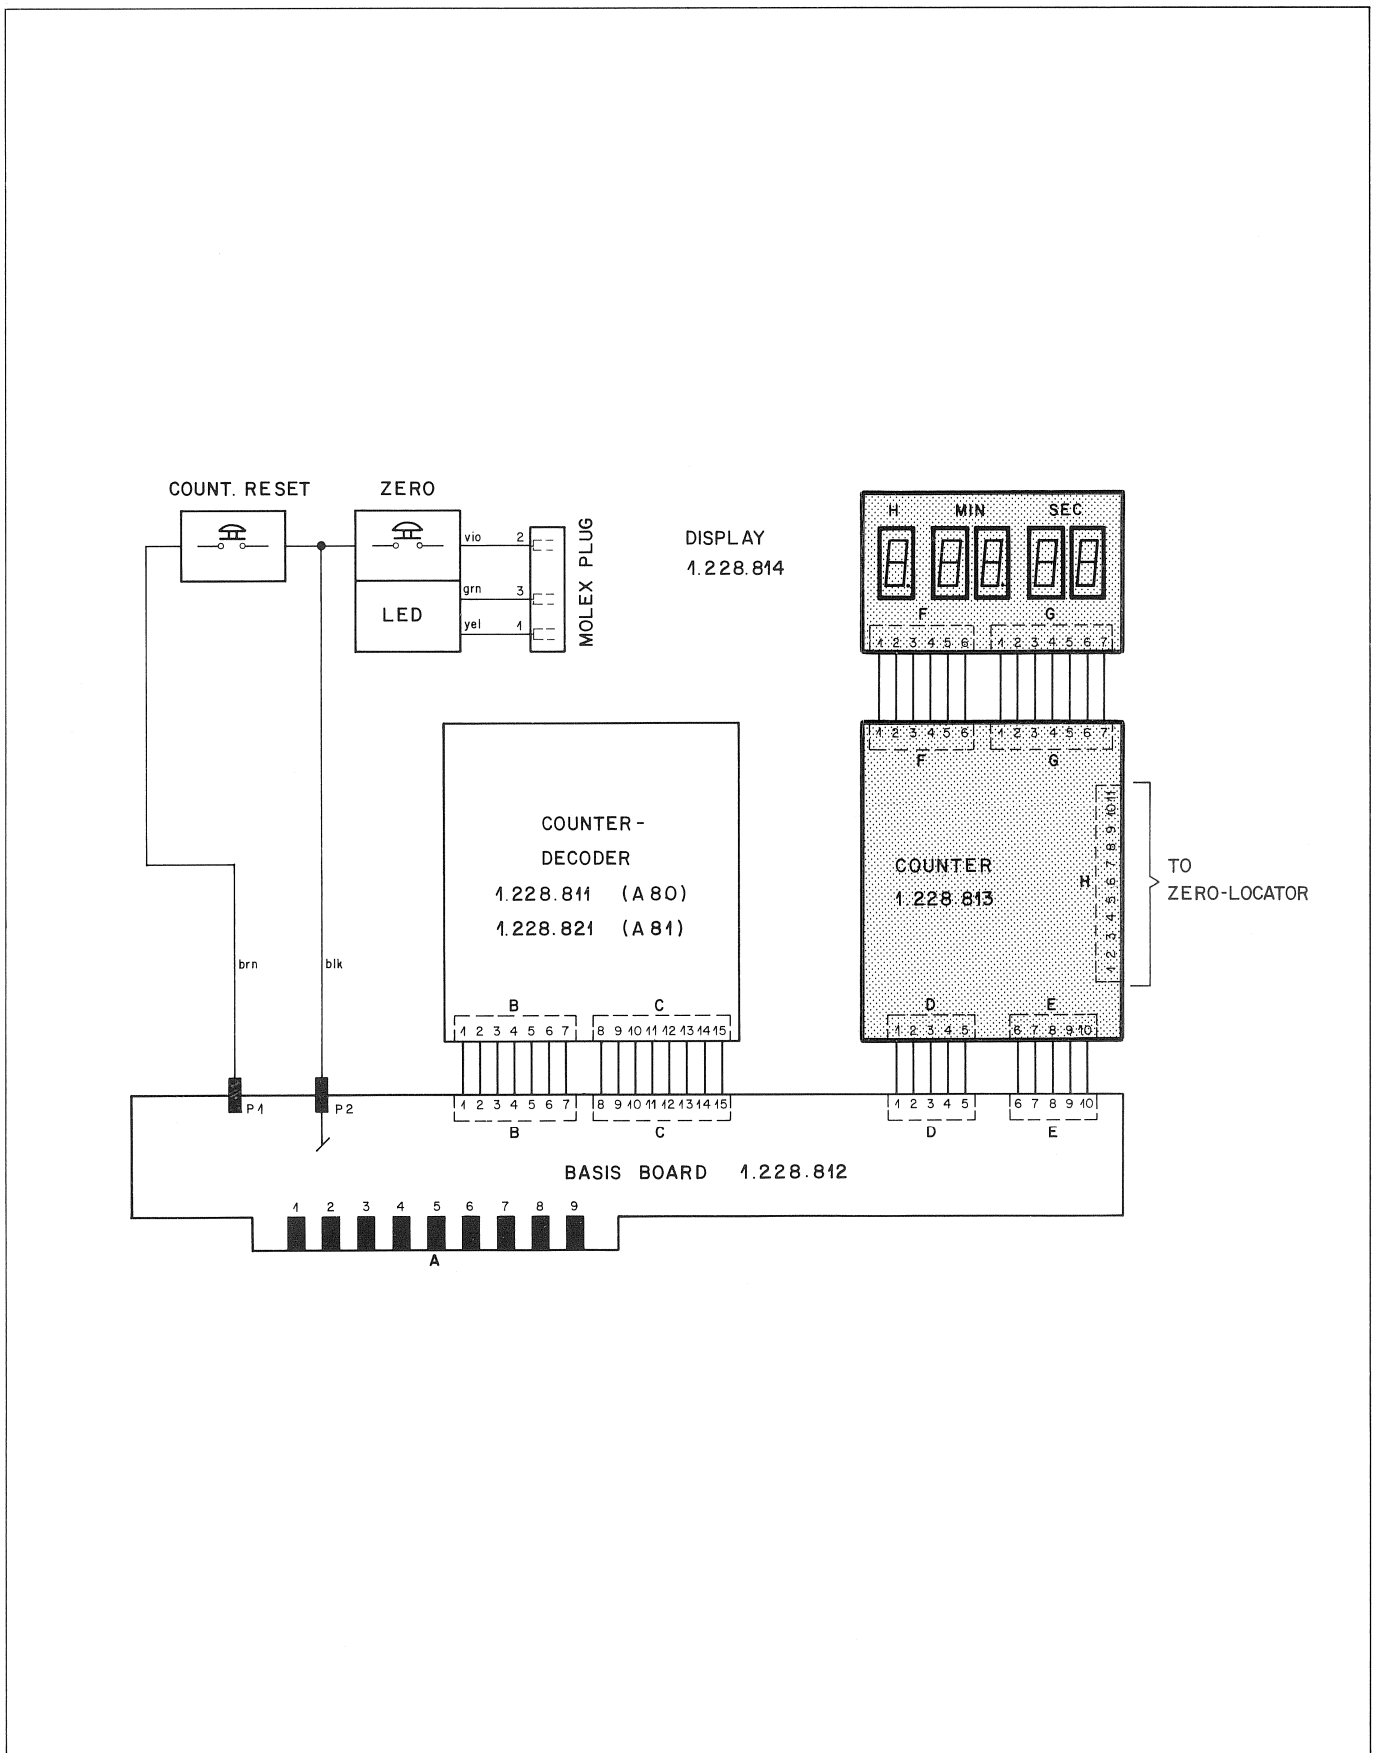 COUNT. RESET
ZERO
vio 2
grn 3
yel 1
LED
MOLEX PLUG
DISPLAY
1.228.814
H MIN SEC
F G
1 2 3 4 5 6 1 2 3 4 5 6 7
1 2 3 4 5 6 1 2 3 4 5 6 7
F G
COUNTER
1.228.813
H
1 2 3 4 5 6 7 8 9 10 11
TO
ZERO-LOCATOR
D E
1 2 3 4 5 6 7 8 9 10
COUNTER-
DECODER
1.228.811 (A80)
1.228.821 (A81)
B C
1 2 3 4 5 6 7 8 9 10 11 12 13 14 15
brn
blk
P1
P2
1 2 3 4 5 6 7 8 9 10 11 12 13 14 15
B C
1 2 3 4 5 6 7 8 9 10
D E
BASIS BOARD 1.228.812
1 2 3 4 5 6 7 8 9
A